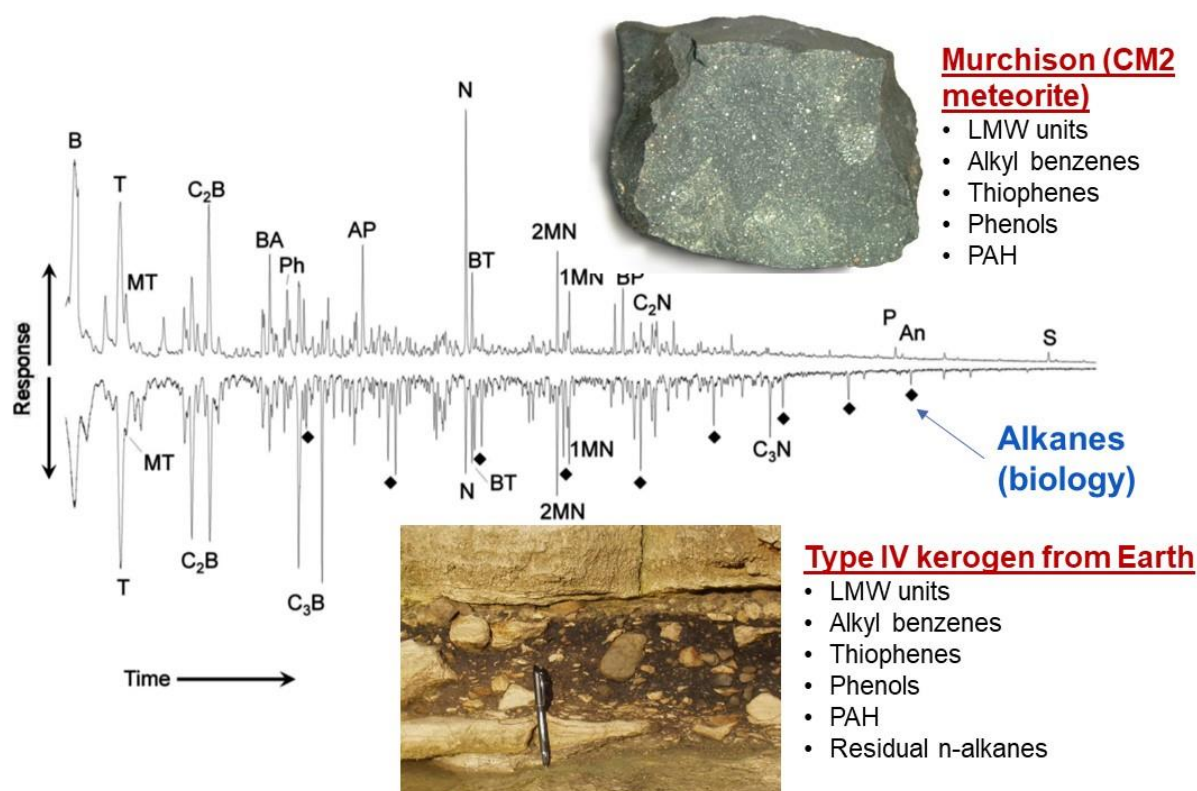 Murchison (CM2
meteorite)
• LMW units
• Alkyl benzenes
• Thiophenes
• Phenols
• PAH
N
B
T
C₂B
MT
BA
Ph
AP
BT
2MN
1MN
BP
C₂N
P
An
S
Response
MT
T
C₂B
C₃B
N
BT
2MN
1MN
C₃N
Alkanes
(biology)
Time
Type IV kerogen from Earth
• LMW units
• Alkyl benzenes
• Thiophenes
• Phenols
• PAH
• Residual n-alkanes